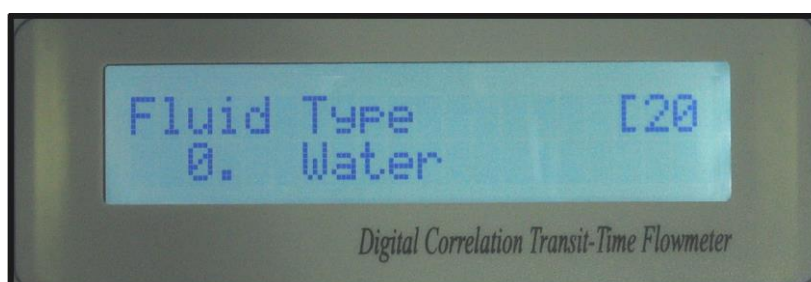 Fluid Type [20
0. Water
Digital Correlation Transit-Time Flowmeter